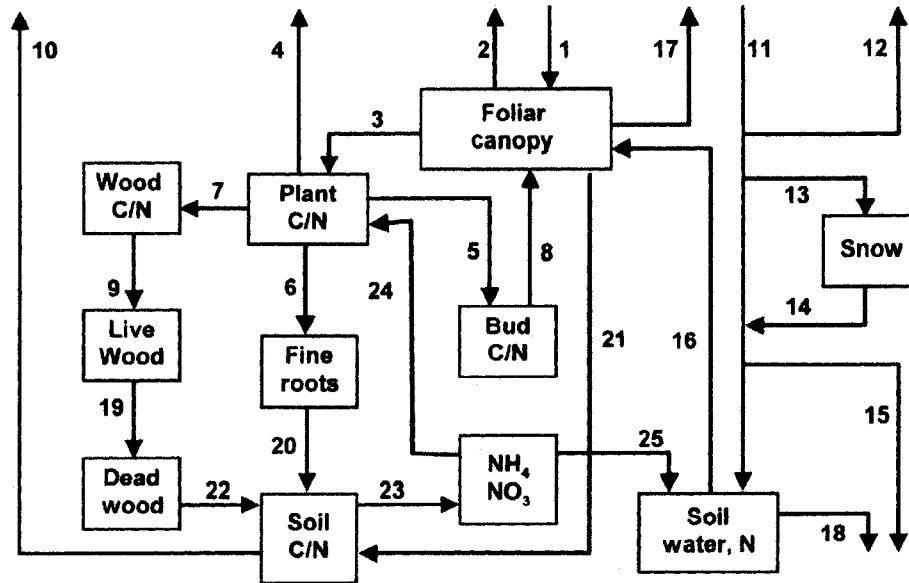 10
4
2
1
17
11
12
Foliar
canopy
3
Wood
C/N
7
Plant
C/N
13
Snow
5
8
9
6
24
14
Live
Wood
Fine
roots
Bud
C/N
21
16
15
19
20
25
Dead
wood
22
Soil
C/N
23
NH₄
NO₃
Soil
water, N
18